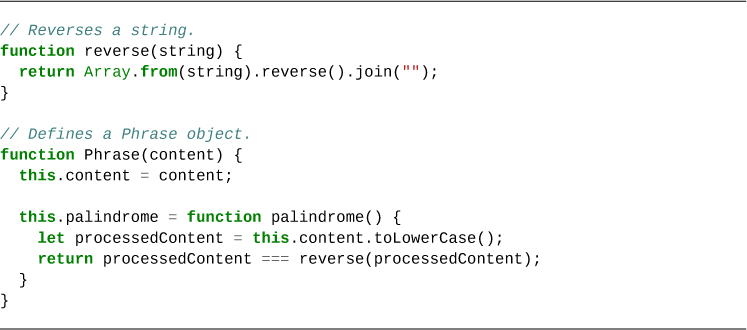 // Reverses a string.
function reverse(string) {
  return Array.from(string).reverse().join("");
}

// Defines a Phrase object.
function Phrase(content) {
  this.content = content;

  this.palindrome = function palindrome() {
    let processedContent = this.content.toLowerCase();
    return processedContent === reverse(processedContent);
  }
}